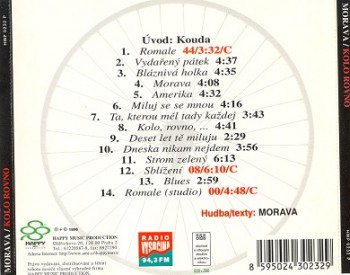 MORAVA / KOLO ROVNO
HMF 0233 P
Úvod: Kouda
1. Romale 44/3:32/C
2. Vydařený pátek 4:37
3. Bláznivá holka 4:35
4. Morava 4:08
5. Amerika 4:32
6. Miluj se se mnou 4:16
7. Ta, kterou měl tady každej 3:43
8. Kolo, rovno, ... 4:41
9. Deset let tě miluju 2:29
10. Dneska nikam nejdem 3:56
11. Strom zelený 6:13
12. Sblížení 08/6:10/C
13. Blues 2:59
14. Romale (studio) 00/4:48/C
Hudba/texty: MORAVA
HAPPY
HAPPY MUSIC PRODUCTION
RADIO
VYSOČINA
94,3 FM
8 595024 302329
MORAVA / KOLO ROVNO